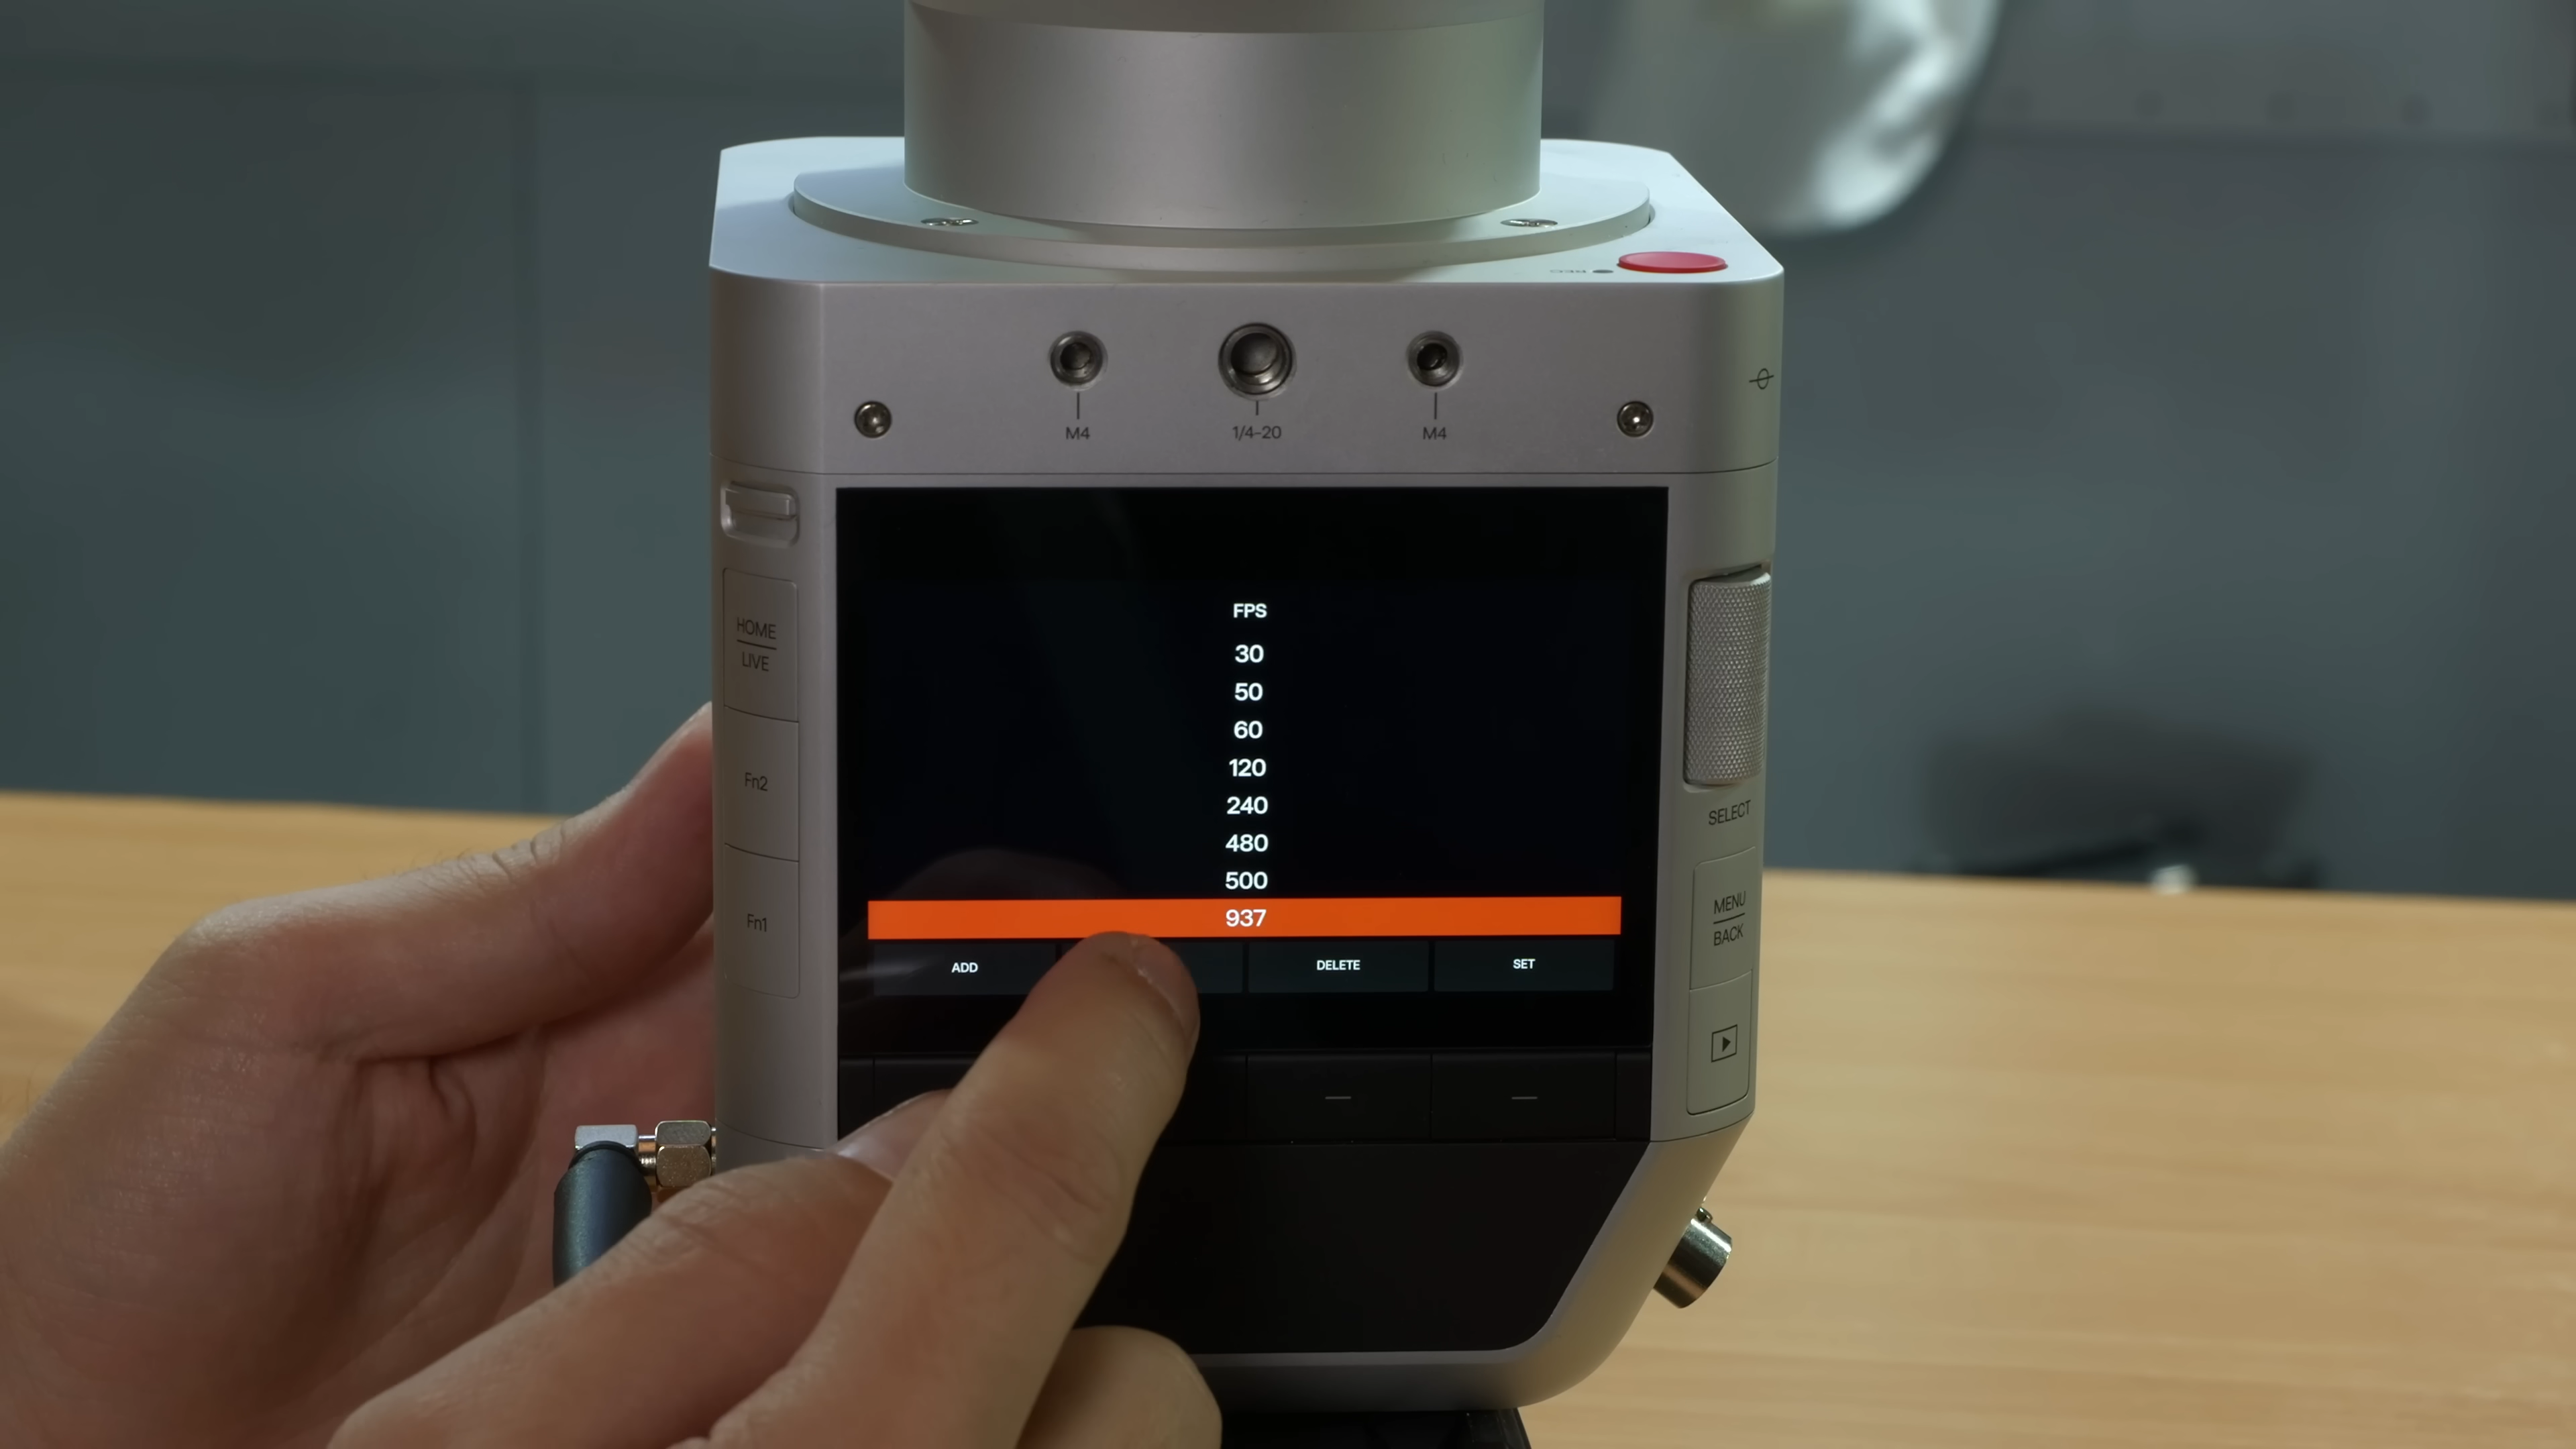 REC
M4
1/4-20
M4
HOME
LIVE
Fn2
Fn1
FPS
30
50
60
120
240
480
500
937
ADD
DELETE
SET
SELECT
MENU
BACK